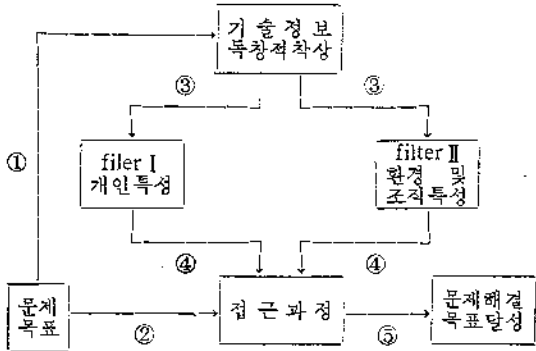 기술정보
독창적착상
③ ③
①
filer Ⅰ
개인특성
filter Ⅱ
환경 및
조직특성
④ ④
문제
목표
②
접근과정
⑤
문제해결
목표달성